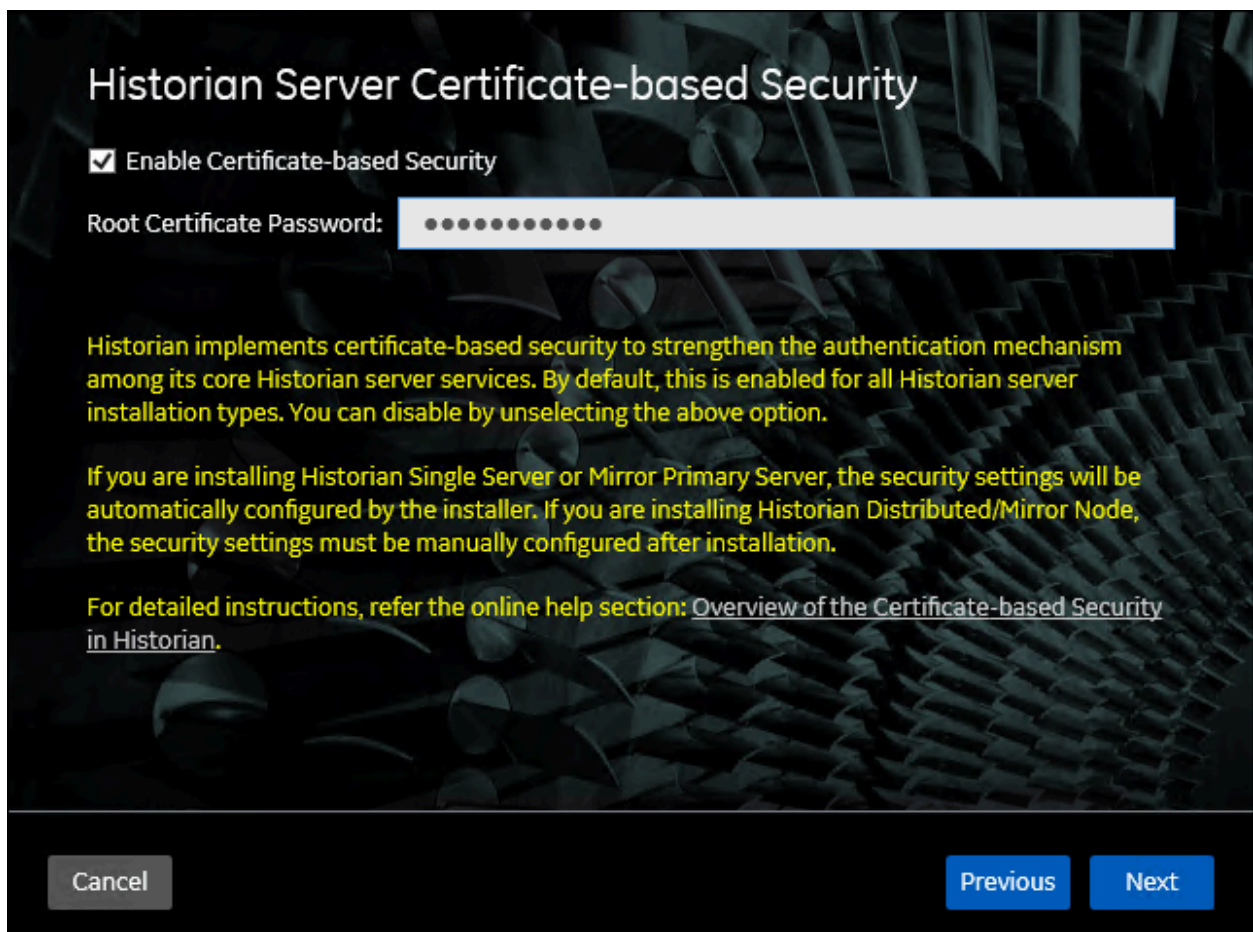 Historian Server Certificate-based Security
Enable Certificate-based Security
Root Certificate Password: •••••••••••
Historian implements certificate-based security to strengthen the authentication mechanism
among its core Historian server services. By default, this is enabled for all Historian server
installation types. You can disable by unselecting the above option.
If you are installing Historian Single Server or Mirror Primary Server, the security settings will be
automatically configured by the installer. If you are installing Historian Distributed/Mirror Node,
the security settings must be manually configured after installation.
For detailed instructions, refer the online help section: Overview of the Certificate-based Security
in Historian.
Cancel Previous Next